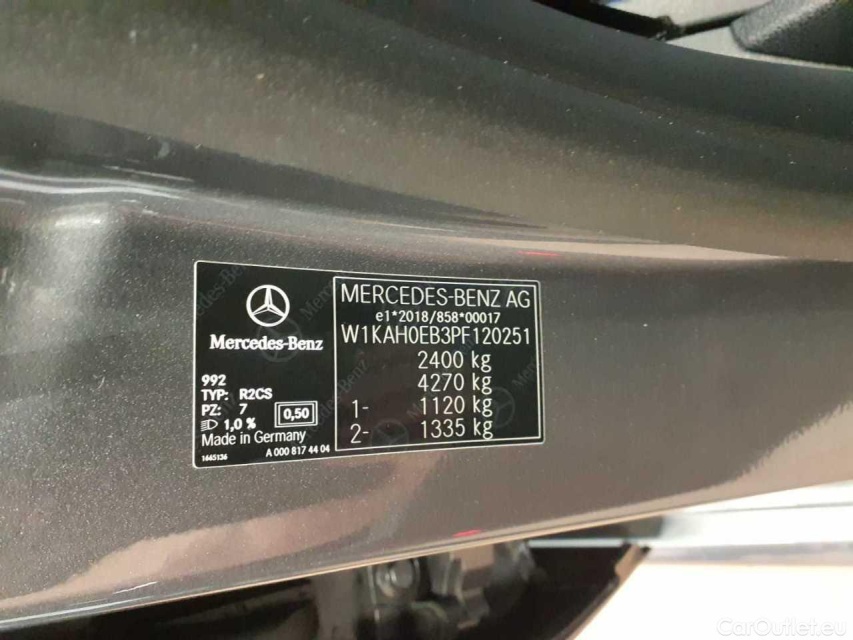 Mercedes-Benz
992
TYP: R2CS
PZ: 7
1,0 % 0,50
Made in Germany
1665136 A 000 817 44 04
MERCEDES-BENZ AG
e1*2018/858*00017
W1KAH0EB3PF120251
2400 kg
4270 kg
1- 1120 kg
2- 1335 kg
CarOutlet.eu